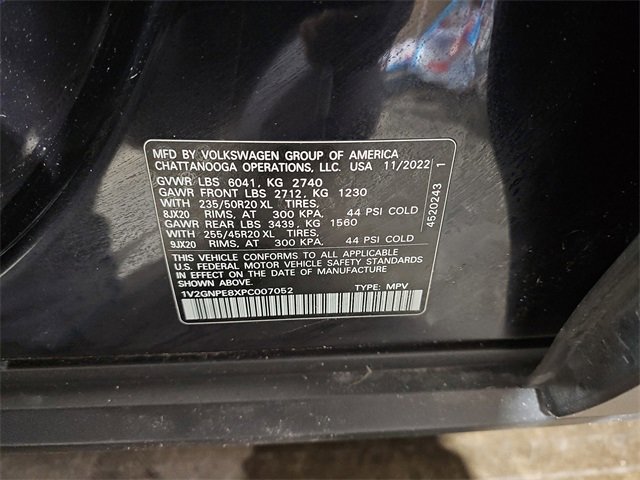 MFD BY VOLKSWAGEN GROUP OF AMERICA
CHATTANOOGA OPERATIONS, LLC. USA 11/2022
GVWR LBS 6041, KG 2740
GAWR FRONT LBS 2712, KG 1230
WITH 235/50R20 XL TIRES,
8JX20 RIMS, AT 300 KPA, 44 PSI COLD
GAWR REAR LBS 3439, KG 1560
WITH 255/45R20 XL TIRES,
9JX20 RIMS, AT 300 KPA, 44 PSI COLD
THIS VEHICLE CONFORMS TO ALL APPLICABLE
U.S. FEDERAL MOTOR VEHICLE SAFETY STANDARDS
IN EFFECT ON THE DATE OF MANUFACTURE
SHOWN ABOVE.
1V2GNPE8XPC007052 TYPE: MPV
4520243 1